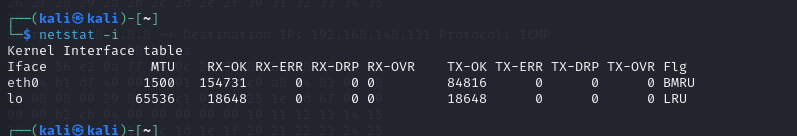 ┌──(kali㉿kali)-[~]
└─$ netstat -i
Kernel Interface table
Iface             MTU    RX-OK RX-ERR RX-DRP RX-OVR    TX-OK TX-ERR TX-DRP TX-OVR Flg
eth0             1500   154731      0      0 0         84816      0      0      0 BMRU
lo              65536    18648      0      0 0         18648      0      0      0 LRU
┌──(kali㉿kali)-[~]